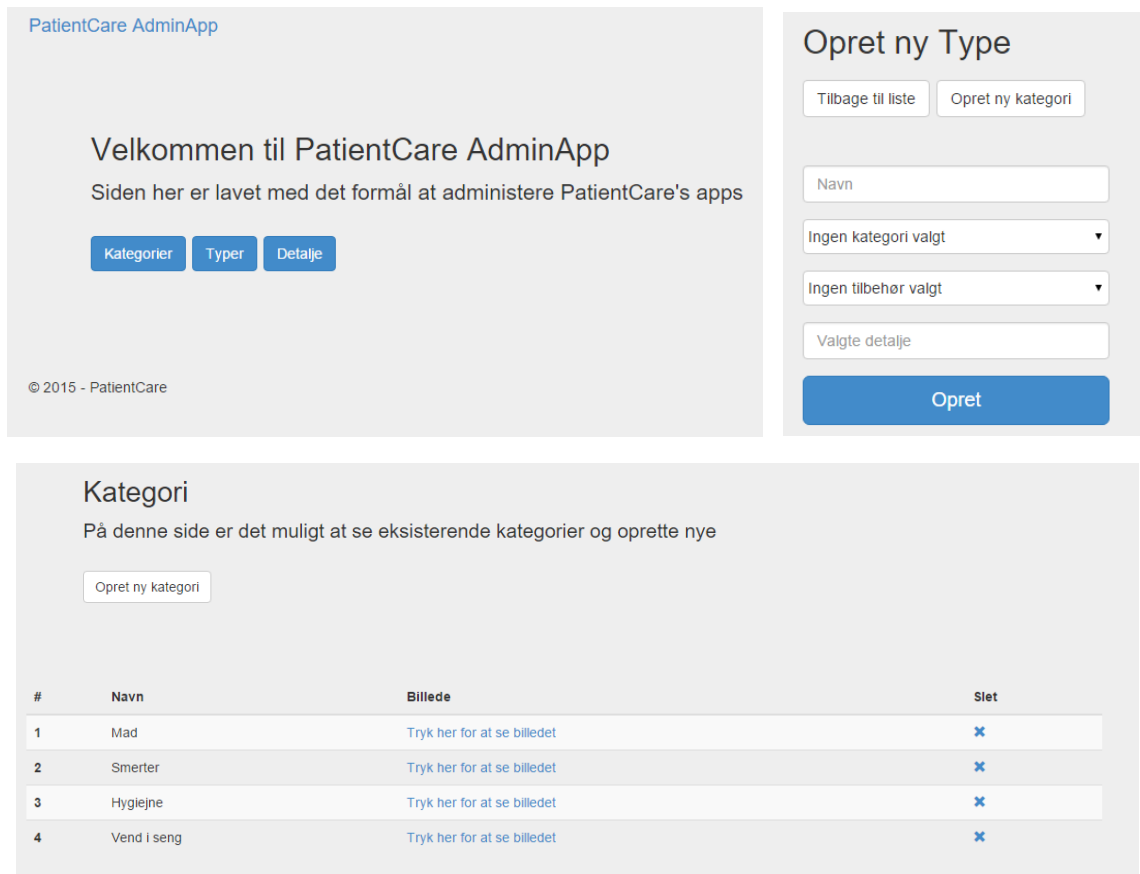 PatientCare AdminApp
Velkommen til PatientCare AdminApp
Siden her er lavet med det formål at administere PatientCare's apps
Kategorier Typer Detalje
© 2015 - PatientCare
Opret ny Type
Tilbage til liste Opret ny kategori
Navn
Ingen kategori valgt
Ingen tilbehør valgt
Valgte detalje
Opret
Kategori
På denne side er det muligt at se eksisterende kategorier og oprette nye
Opret ny kategori
# Navn Billede Slet
1 Mad Tryk her for at se billedet
2 Smerter Tryk her for at se billedet
3 Hygiejne Tryk her for at se billedet
4 Vend i seng Tryk her for at se billedet